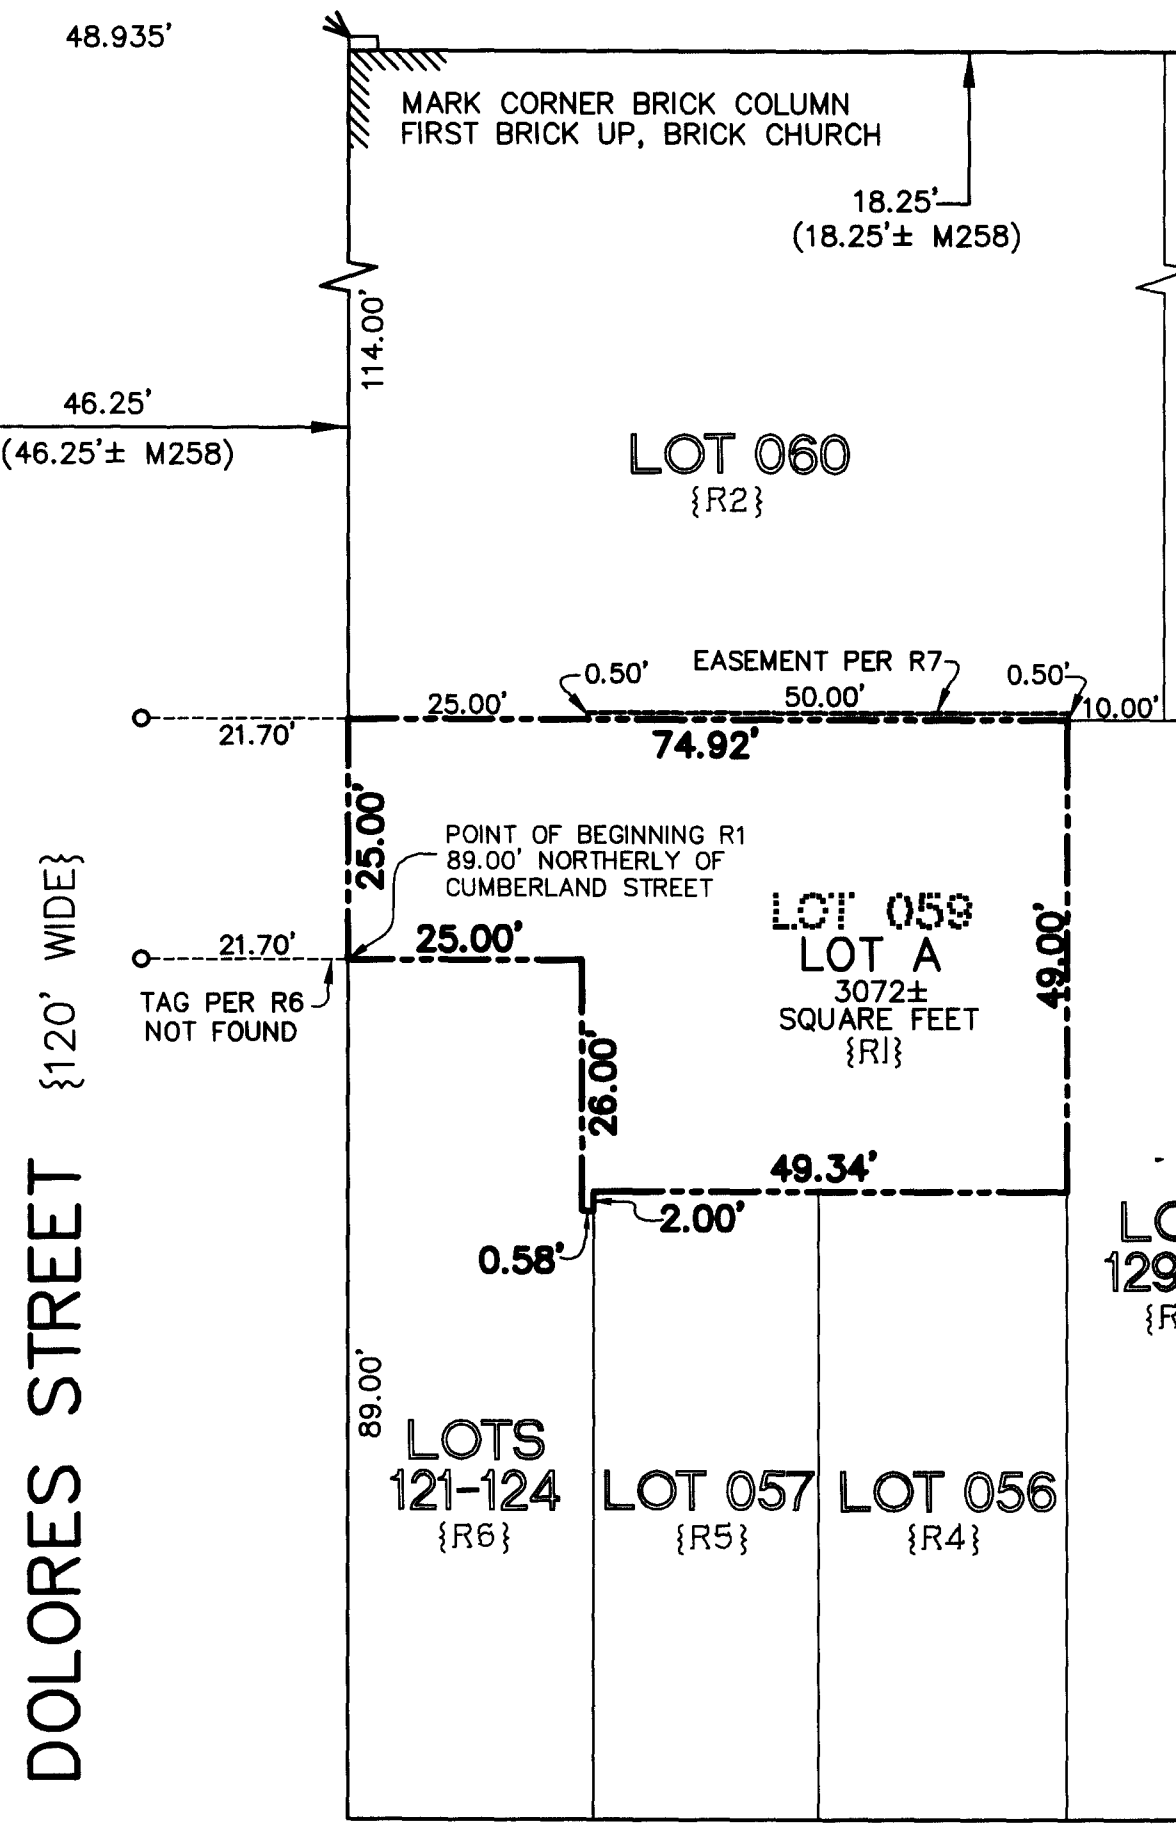 48.935'
MARK CORNER BRICK COLUMN
FIRST BRICK UP, BRICK CHURCH
18.25'
(18.25'± M258)
114.00'
46.25'
(46.25'± M258)
LOT 060
{R2}
EASEMENT PER R7
0.50'
0.50'
25.00'
50.00'
10.00'
21.70'
74.92'
25.00'
POINT OF BEGINNING R1
89.00' NORTHERLY OF
CUMBERLAND STREET
LOT 059
LOT A
3072±
SQUARE FEET
{R1}
49.00'
21.70'
25.00'
TAG PER R6
NOT FOUND
{120' WIDE}
26.00'
49.34'
2.00'
0.58'
129
DOLORES STREET
89.00'
LOTS
121-124
{R6}
LOT 057
{R5}
LOT 056
{R4}